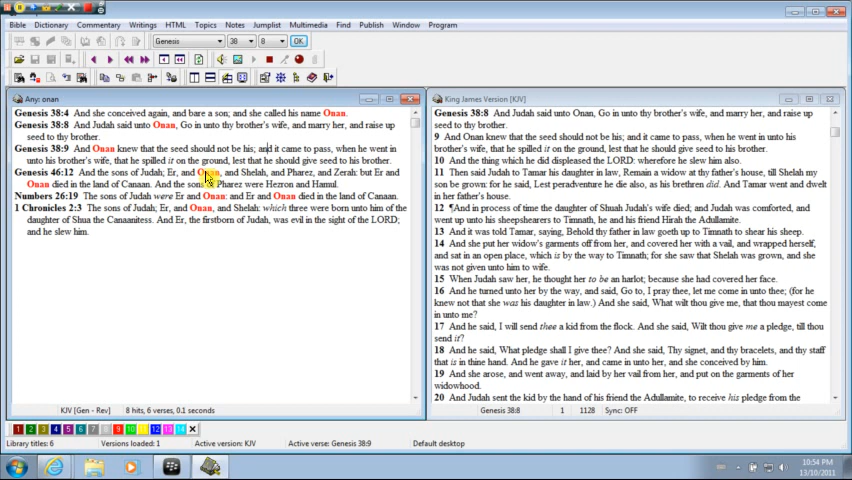 Bible Dictionary Commentary Writings HTML Topics Notes Jumplist Multimedia Find Publish Window Program
Genesis 38 8 OK
Any: onan
Genesis 38:4 And she conceived again, and bare a son; and she called his name Onan.
Genesis 38:8 And Judah said unto Onan, Go in unto thy brother's wife, and marry her, and raise up
seed to thy brother.
Genesis 38:9 And Onan knew that the seed should not be his; and it came to pass, when he went in
unto his brother's wife, that he spilled it on the ground, lest that he should give seed to his brother.
Genesis 46:12 And the sons of Judah; Er, and Onan, and Shelah, and Pharez, and Zerah: but Er and
Onan died in the land of Canaan. And the sons of Pharez were Hezron and Hamul.
Numbers 26:19 The sons of Judah were Er and Onan: and Er and Onan died in the land of Canaan.
1 Chronicles 2:3 The sons of Judah; Er, and Onan, and Shelah: which three were born unto him of the
daughter of Shua the Canaanitess. And Er, the firstborn of Judah, was evil in the sight of the LORD;
and he slew him.
KJV [Gen - Rev] 8 hits, 6 verses, 0.1 seconds
King James Version [KJV]
Genesis 38:8 And Judah said unto Onan, Go in unto thy brother's wife, and marry her, and raise up
seed to thy brother.
9 And Onan knew that the seed should not be his; and it came to pass, when he went in unto his
brother's wife, that he spilled it on the ground, lest that he should give seed to his brother.
10 And the thing which he did displeased the LORD: wherefore he slew him also.
11 Then said Judah to Tamar his daughter in law, Remain a widow at thy father's house, till Shelah my
son be grown: for he said, Lest peradventure he die also, as his brethren did. And Tamar went and dwelt
in her father's house.
12 ¶And in process of time the daughter of Shuah Judah's wife died; and Judah was comforted, and
went up unto his sheepshearers to Timnath, he and his friend Hirah the Adullamite.
13 And it was told Tamar, saying, Behold thy father in law goeth up to Timnath to shear his sheep.
14 And she put her widow's garments off from her, and covered her with a vail, and wrapped herself,
and sat in an open place, which is by the way to Timnath; for she saw that Shelah was grown, and she
was not given unto him to wife.
15 When Judah saw her, he thought her to be an harlot; because she had covered her face.
16 And he turned unto her by the way, and said, Go to, I pray thee, let me come in unto thee; (for he
knew not that she was his daughter in law.) And she said, What wilt thou give me, that thou mayest come
in unto me?
17 And he said, I will send thee a kid from the flock. And she said, Wilt thou give me a pledge, till thou
send it?
18 And he said, What pledge shall I give thee? And she said, Thy signet, and thy bracelets, and thy staff
that is in thine hand. And he gave it her, and came in unto her, and she conceived by him.
19 And she arose, and went away, and laid by her vail from her, and put on the garments of her
widowhood.
20 And Judah sent the kid by the hand of his friend the Adullamite, to receive his pledge from the
Genesis 38:8 1 1128 Sync: OFF
1 2 3 4 5 6 7 8 9 10 11 12 13 14
Library titles: 6 Versions loaded: 1 Active version: KJV Active verse: Genesis 38:9 Default desktop
10:54 PM
13/10/2011